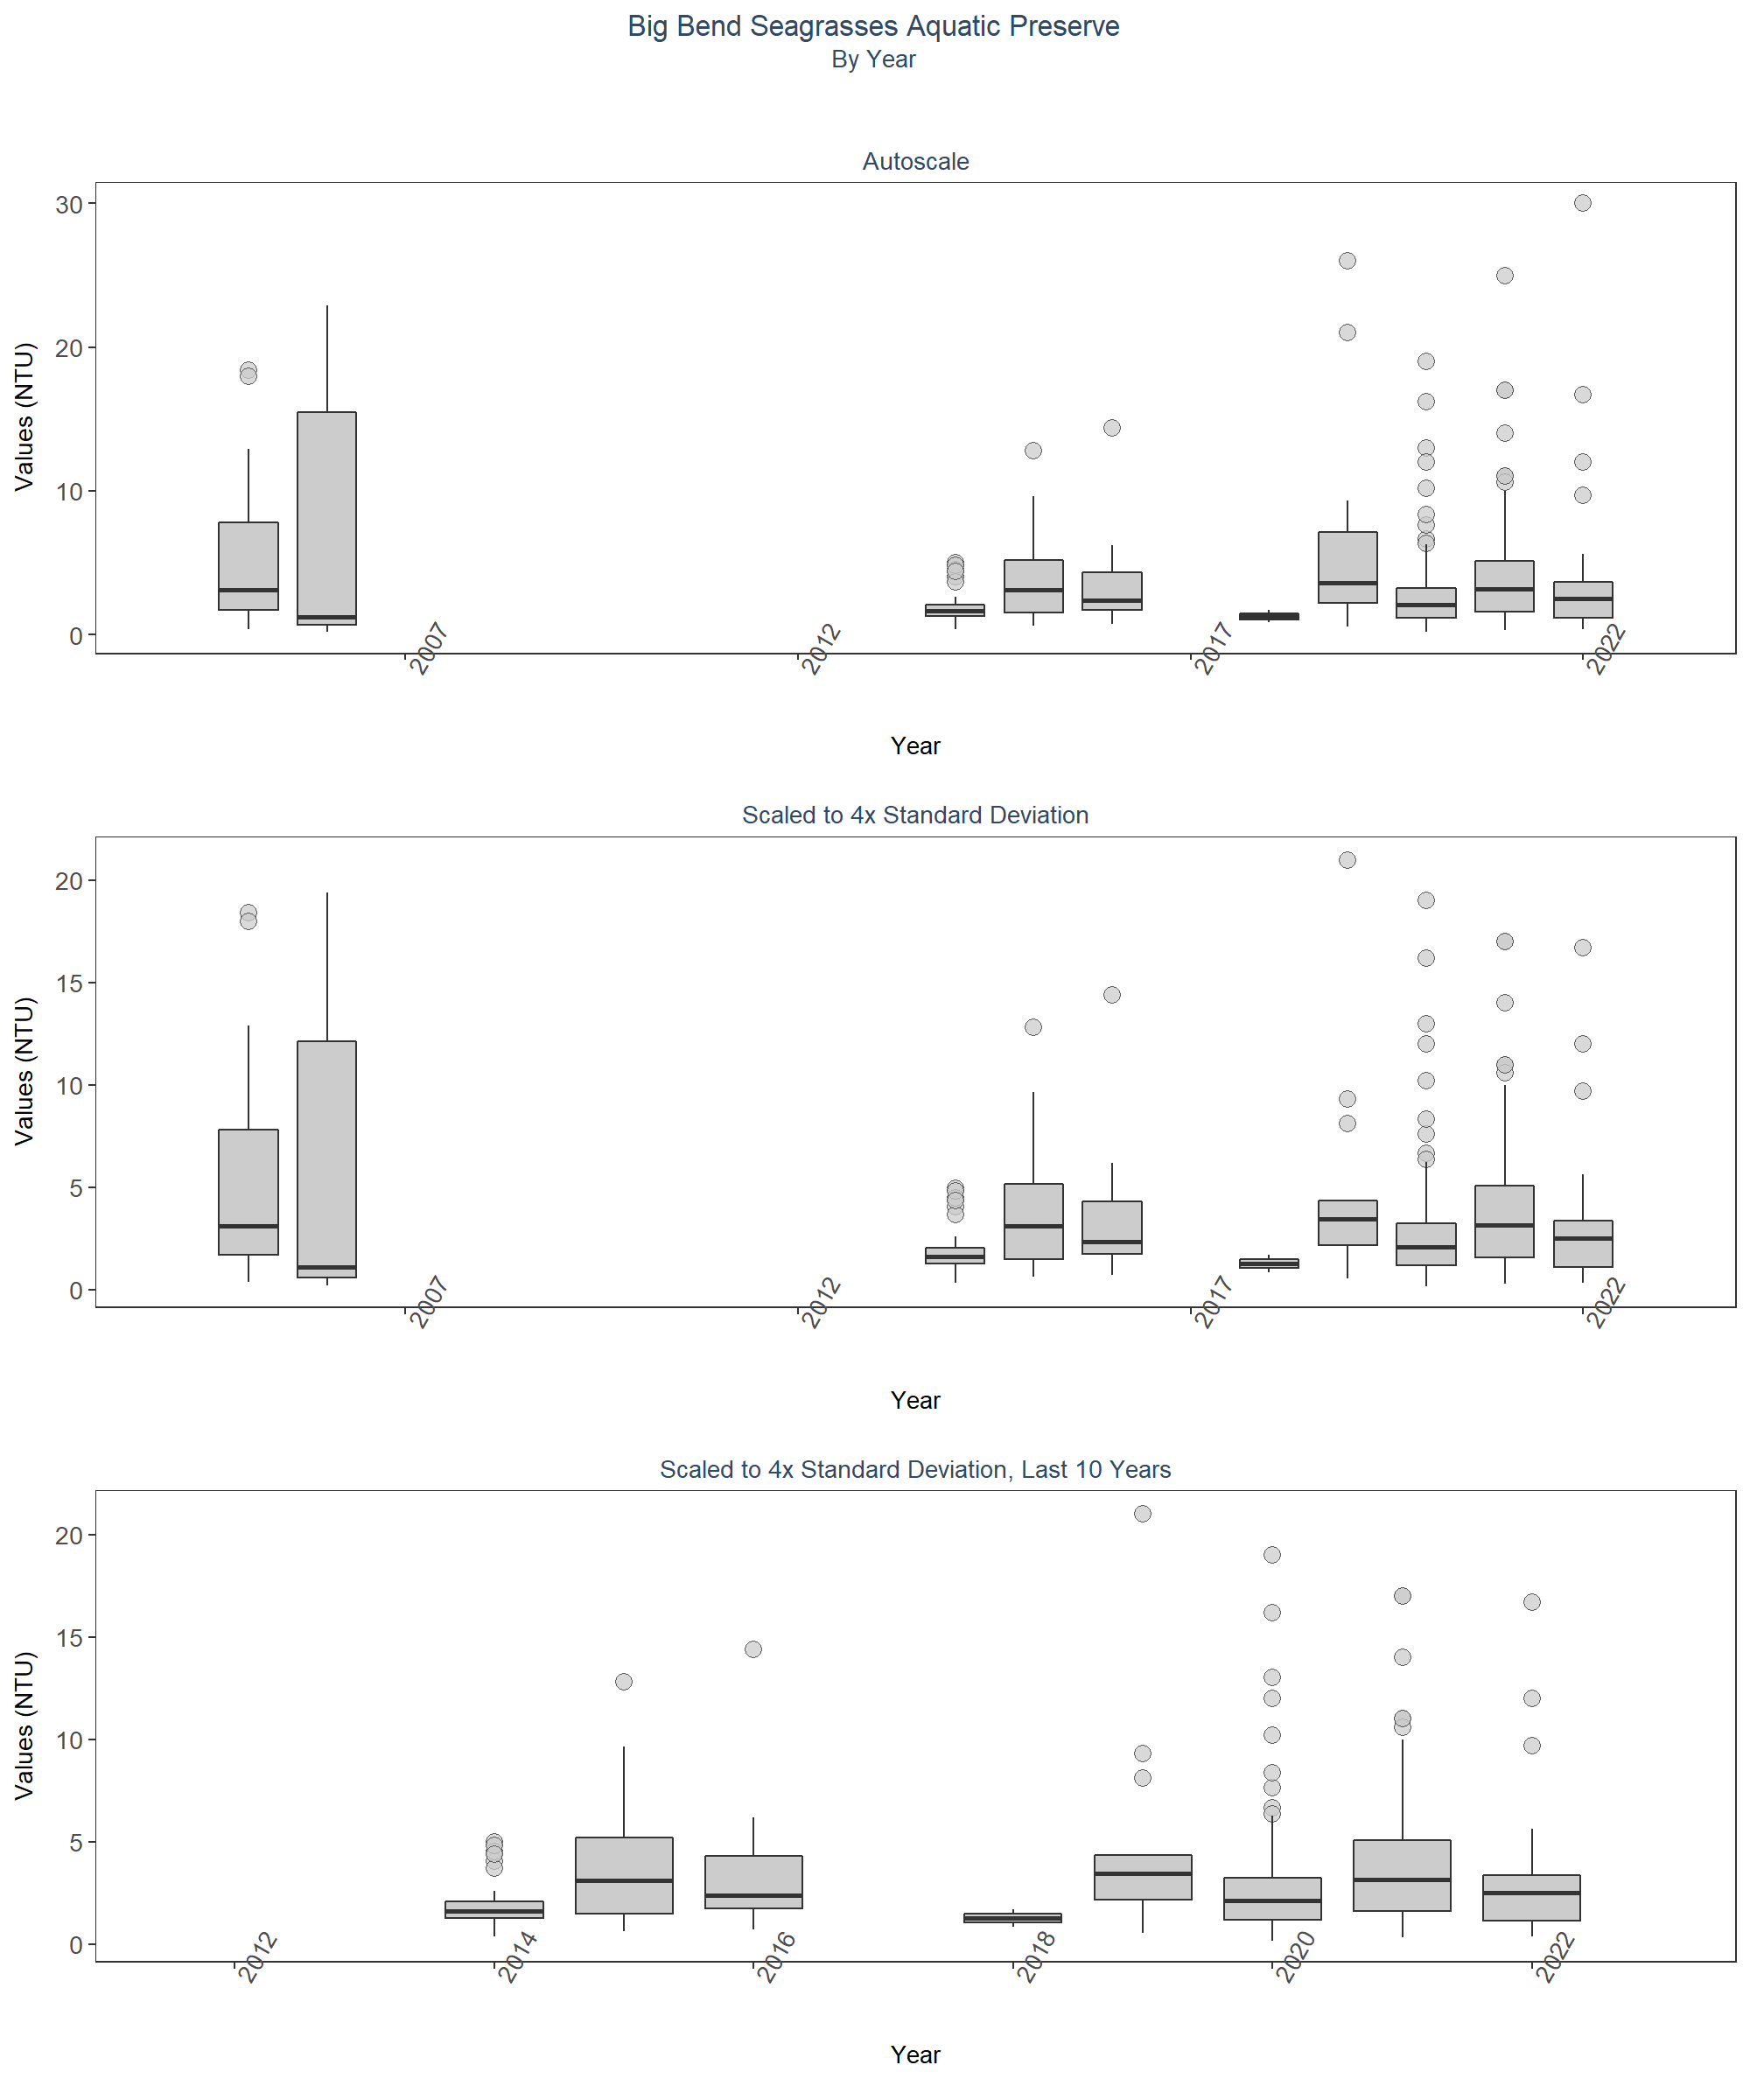 Big Bend Seagrasses Aquatic Preserve
By Year
Autoscale
30
20
10
0
Values (NTU)
2007
2012
2017
2022
Year
Scaled to 4x Standard Deviation
20
15
10
5
0
Values (NTU)
2007
2012
2017
2022
Year
Scaled to 4x Standard Deviation, Last 10 Years
20
15
10
5
0
Values (NTU)
2012
2014
2016
2018
2020
2022
Year